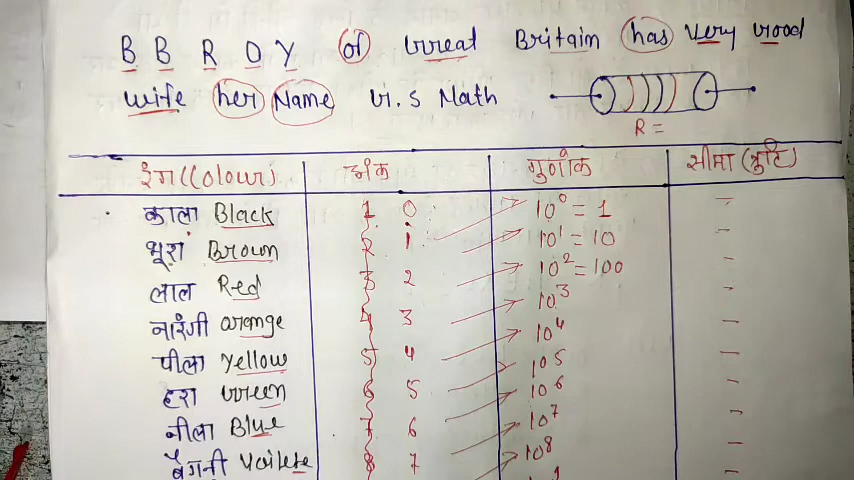 B B R O Y of Great Britain has very Good
wife her Name G.S Math
R =
रंग (Colour) अंक गुणांक सीमा (त्रुटि)
काला Black 1 0 10⁰ = 1 -
भूरा Brown 2 1 10¹ = 10 -
लाल Red 3 2 10² = 100 -
नारंगी orange 4 3 10³ -
पीला Yellow 5 4 10⁴ -
हरा Green 6 5 10⁵ -
नीला Blue 7 6 10⁶ -
बैगनी 8 7 10⁷ -
10⁸